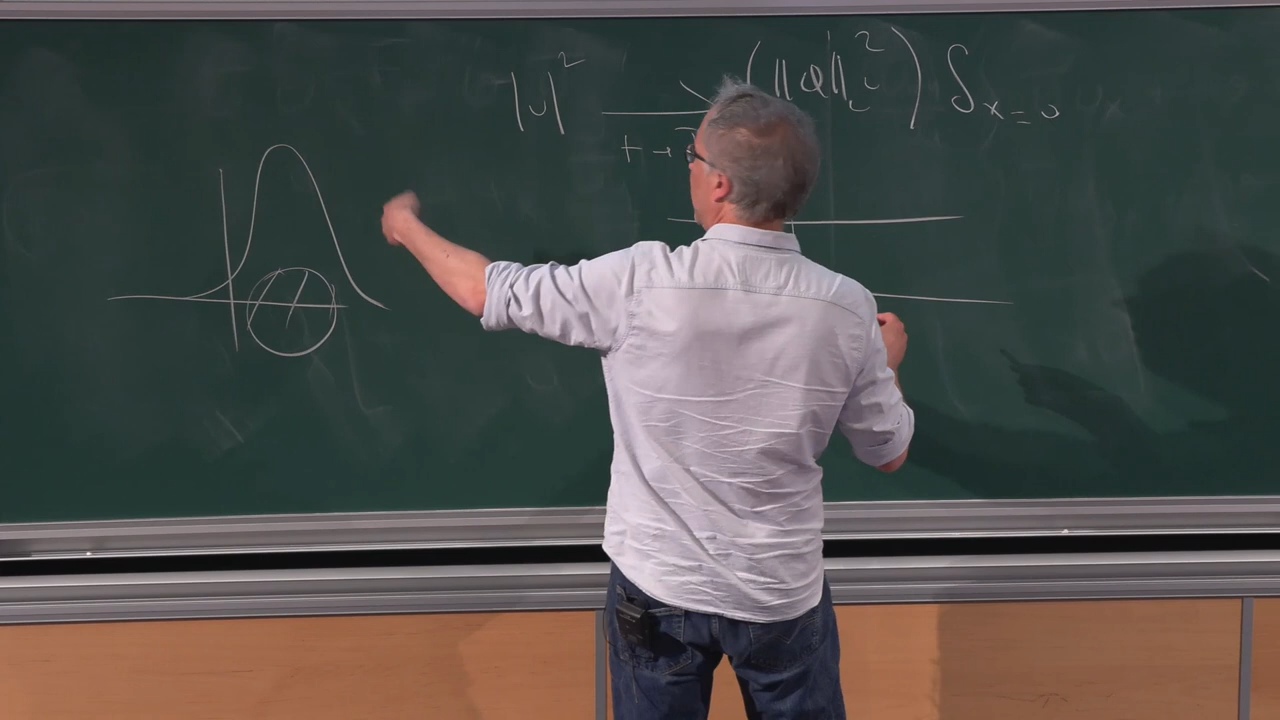 |u|² ⟶ (‖Q‖²_{L²}) δ_{x=0}
t →